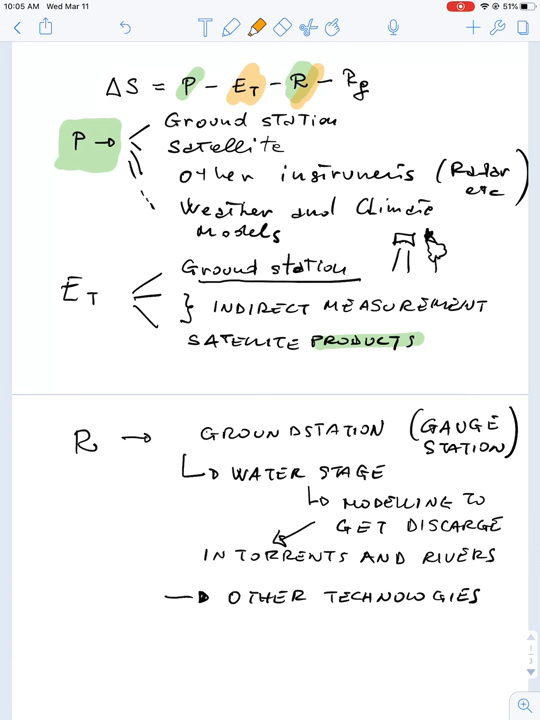 10:05 AM Wed Mar 11
51%
ΔS = P - ET - R - Rg
P → Ground station
Satellite
other instruments (Radar etc)
Weather and Climate
models
ET Ground station
} INDIRECT MEASUREMENT
SATELLITE PRODUCTS
R → GROUNDSTATION (GAUGE STATION)
↳ WATER STAGE
↳ MODELLING TO
GET DISCARGE
IN TORRENTS AND RIVERS
→ OTHER TECHNOLOGIES
1
3